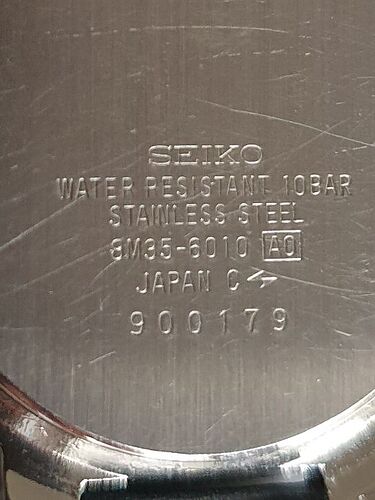 SEIKO
WATER RESISTANT 10BAR
STAINLESS STEEL
8M35-6010 A0
JAPAN C
900179